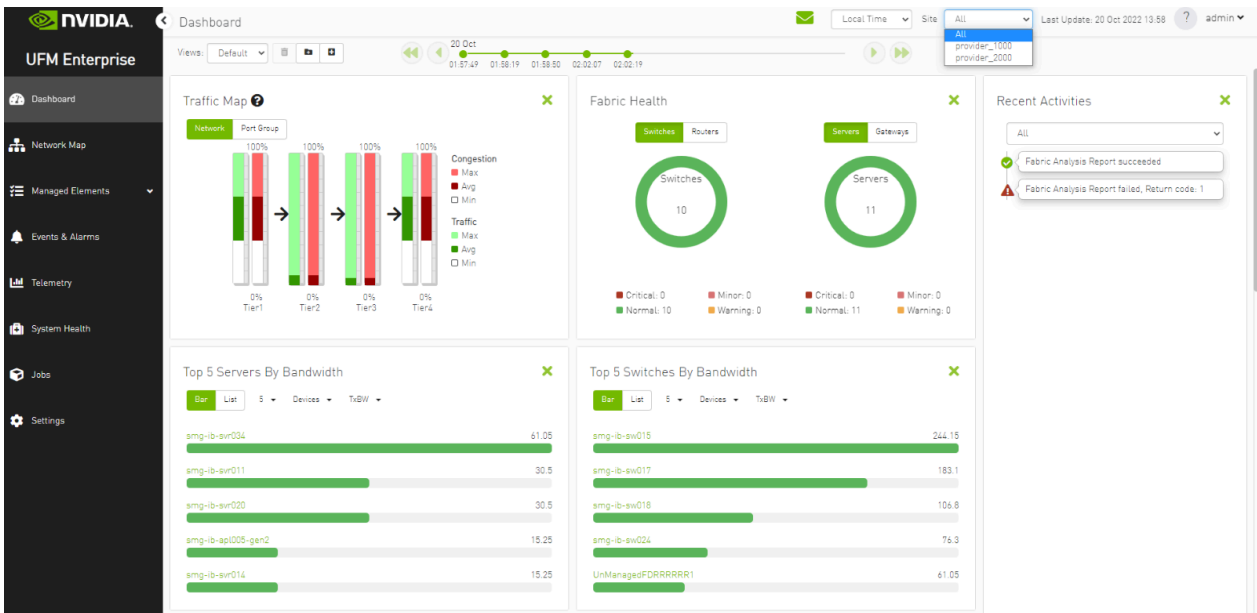 NVIDIA.
UFM Enterprise
Dashboard
Network Map
Managed Elements
Events & Alarms
Telemetry
System Health
Jobs
Settings
Dashboard
Local Time
Site
All
Last Update: 20 Oct 2022 13:58
?
admin
All
provider_1000
provider_2000
Views:
Default
20 Oct
01:57:49 01:58:19 01:58:50 02:02:07 02:02:19
Traffic Map ?
Network Port Group
100% 100% 100% 100%
0% 0% 0% 0%
Tier1 Tier2 Tier3 Tier4
Congestion
Max
Avg
Min
Traffic
Max
Avg
Min
Fabric Health
Switches Routers
Switches
10
Critical: 0 Minor: 0
Normal: 10 Warning: 0
Servers Gateways
Servers
11
Critical: 0 Minor: 0
Normal: 11 Warning: 0
Recent Activities
All
Fabric Analysis Report succeeded
Fabric Analysis Report failed, Return code: 1
Top 5 Servers By Bandwidth
Bar List 5 Devices TxBW
smg-ib-svr034 61.05
smg-ib-svr011 30.5
smg-ib-svr020 30.5
smg-ib-apl005-gen2 15.25
smg-ib-svr014 15.25
Top 5 Switches By Bandwidth
Bar List 5 Devices TxBW
smg-ib-sw015 244.15
smg-ib-sw017 183.1
smg-ib-sw018 106.8
smg-ib-sw024 76.3
UnManagedFDRRRRRR1 61.05